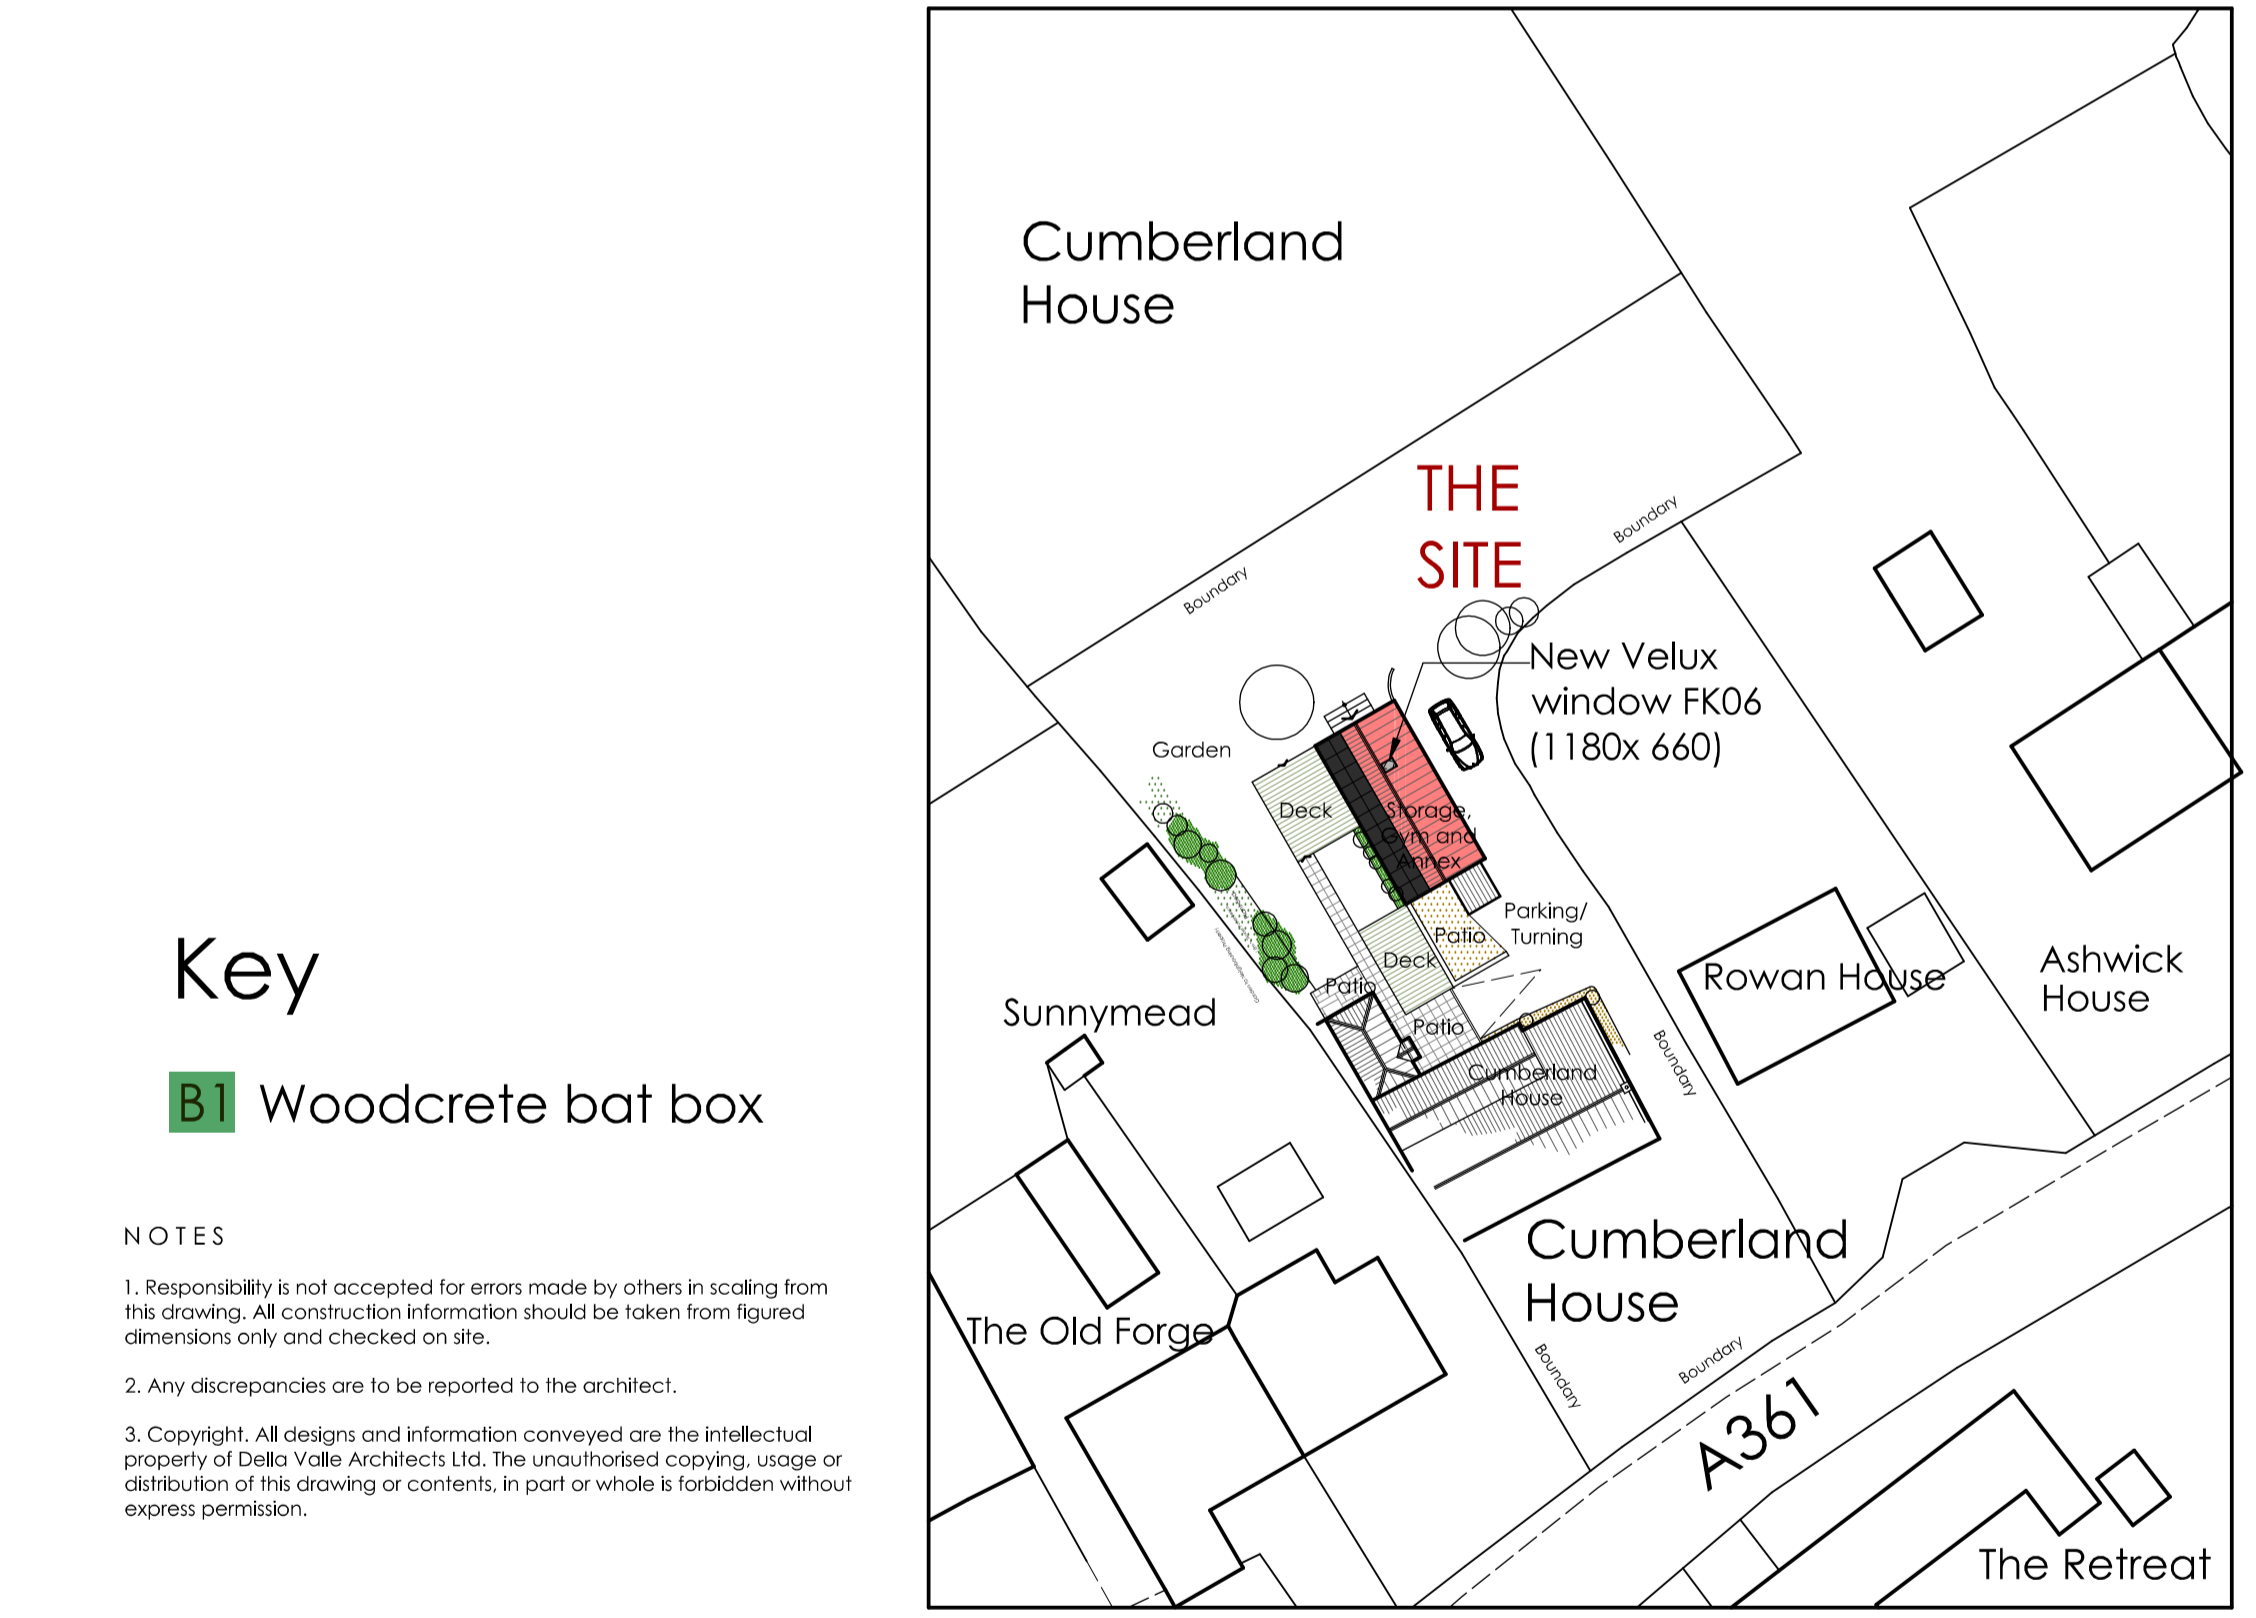 Cumberland
House
THE
SITE
Boundary
Boundary
New Velux
window FK06
(1180x 660)
Garden
Deck
Storage,
Gym and
Annex
Parking/
Turning
Patio
Deck
Patio
Patio
Cumberland
House
Boundary
Rowan House
Ashwick
House
Sunnymead
The Old Forge
Cumberland
House
Boundary
Boundary
A361
The Retreat
Key
B1 Woodcrete bat box
NOTES
1. Responsibility is not accepted for errors made by others in scaling from
this drawing. All construction information should be taken from figured
dimensions only and checked on site.
2. Any discrepancies are to be reported to the architect.
3. Copyright. All designs and information conveyed are the intellectual
property of Della Valle Architects Ltd. The unauthorised copying, usage or
distribution of this drawing or contents, in part or whole is forbidden without
express permission.